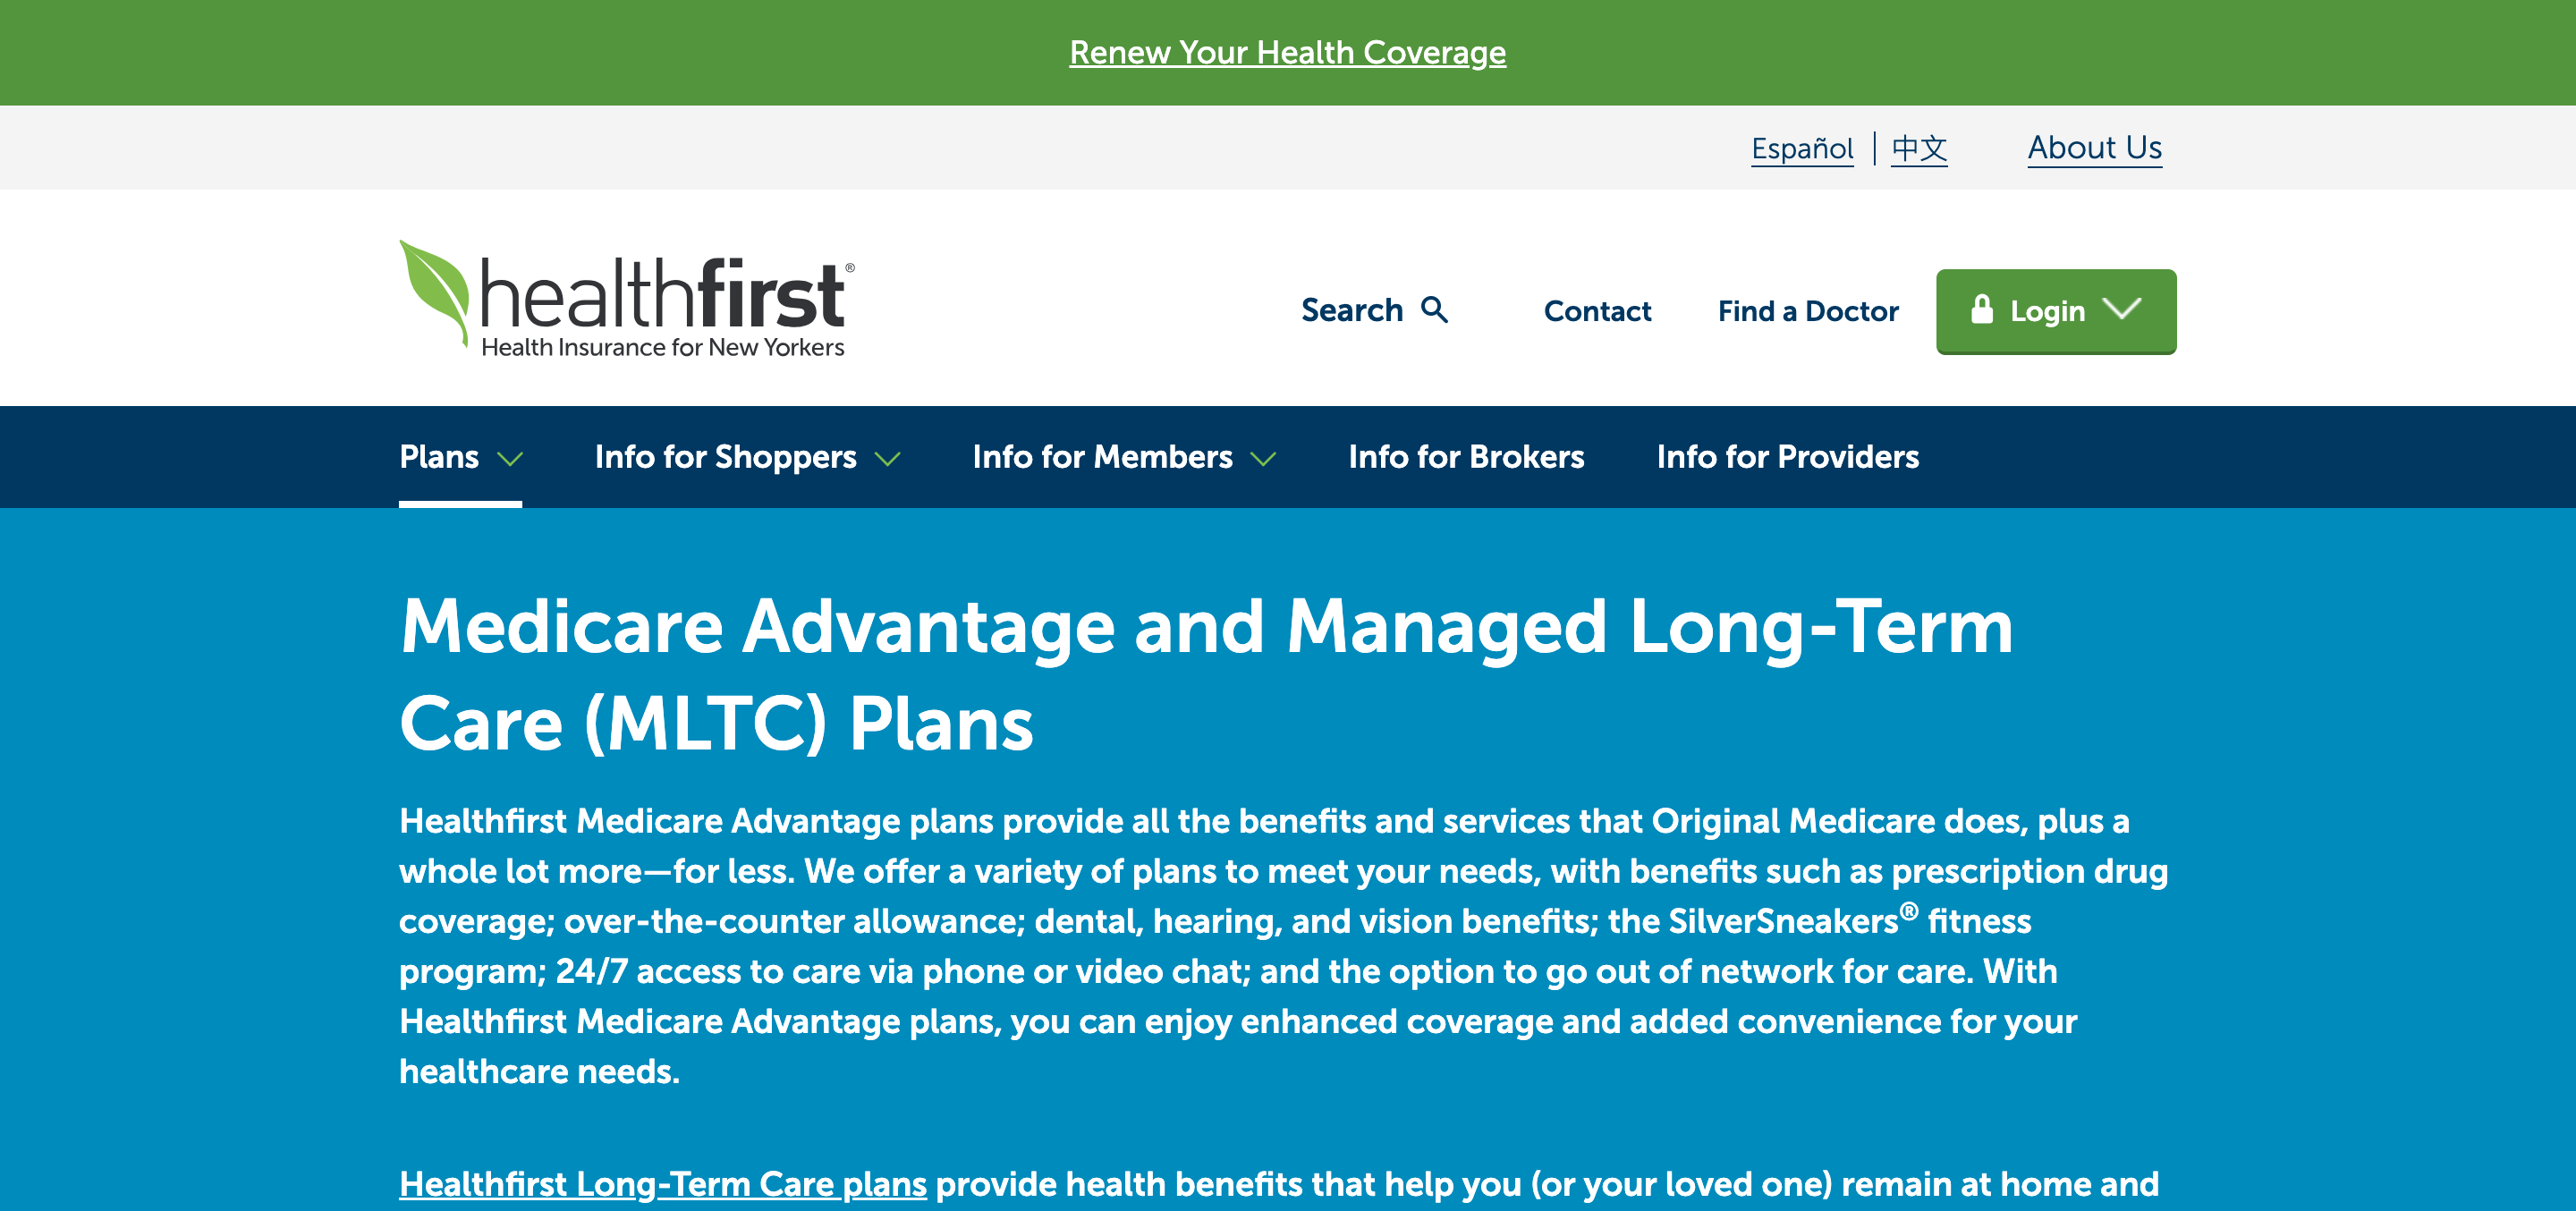 Renew Your Health Coverage
Español | 中文 About Us
healthfirst®
Health Insurance for New Yorkers
Search Contact Find a Doctor Login
Plans Info for Shoppers Info for Members Info for Brokers Info for Providers
Medicare Advantage and Managed Long-Term
Care (MLTC) Plans
Healthfirst Medicare Advantage plans provide all the benefits and services that Original Medicare does, plus a
whole lot more—for less. We offer a variety of plans to meet your needs, with benefits such as prescription drug
coverage; over-the-counter allowance; dental, hearing, and vision benefits; the SilverSneakers® fitness
program; 24/7 access to care via phone or video chat; and the option to go out of network for care. With
Healthfirst Medicare Advantage plans, you can enjoy enhanced coverage and added convenience for your
healthcare needs.
Healthfirst Long-Term Care plans provide health benefits that help you (or your loved one) remain at home and